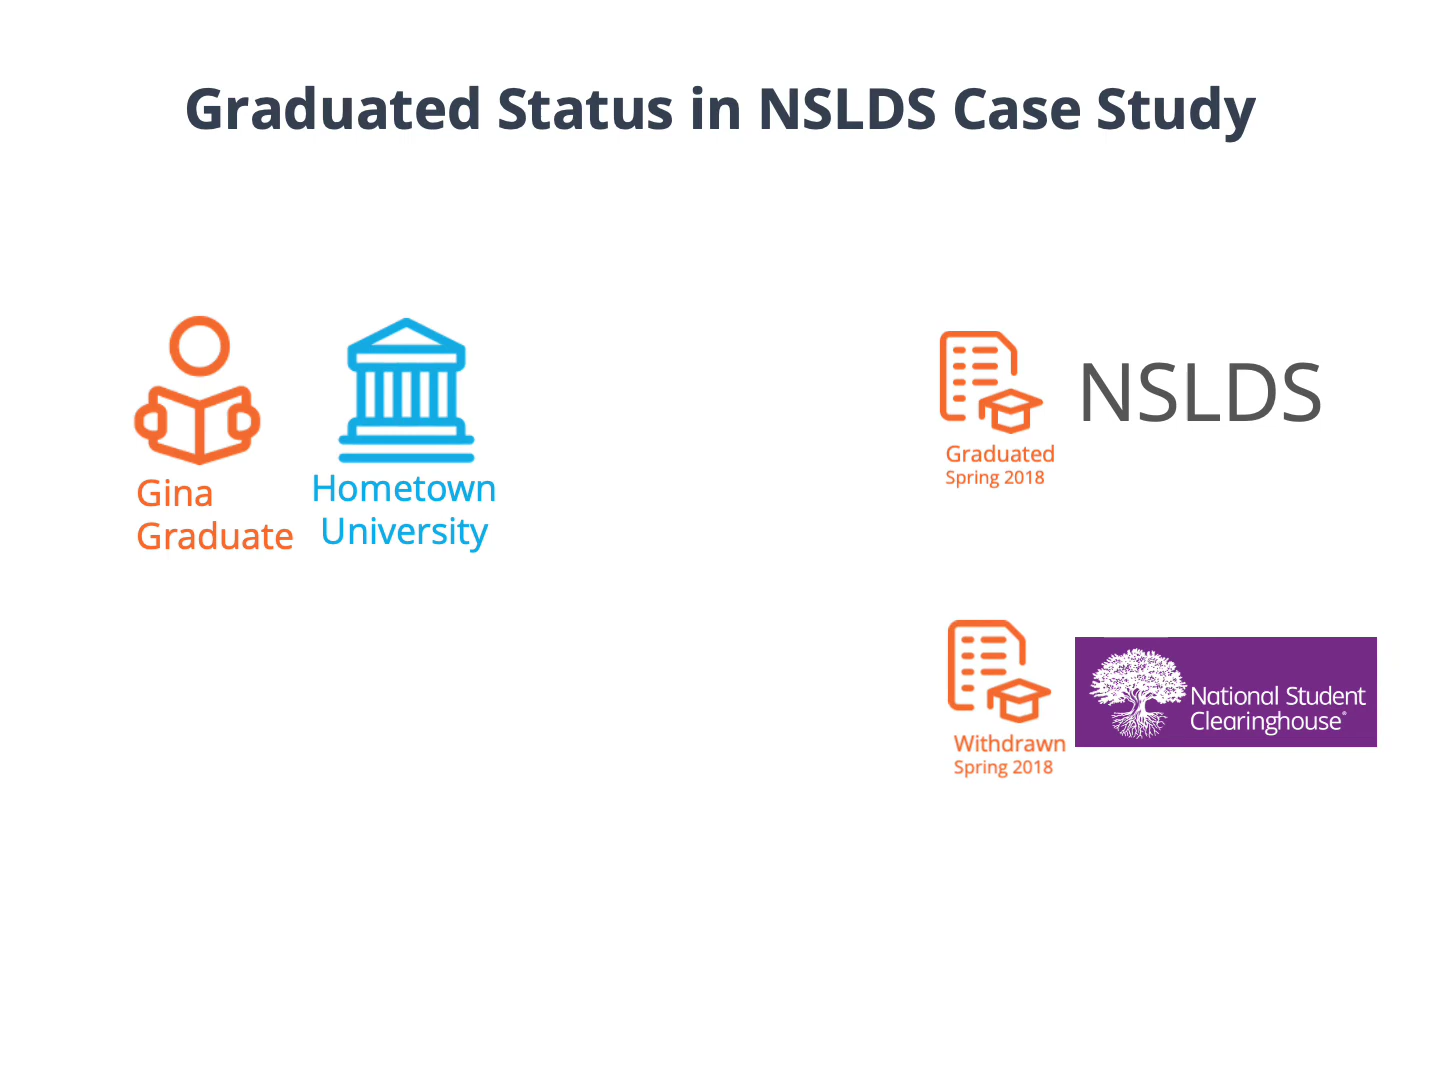 Graduated Status in NSLDS Case Study
Gina
Graduate
Hometown
University
Graduated
Spring 2018
NSLDS
Withdrawn
Spring 2018
National Student
Clearinghouse®